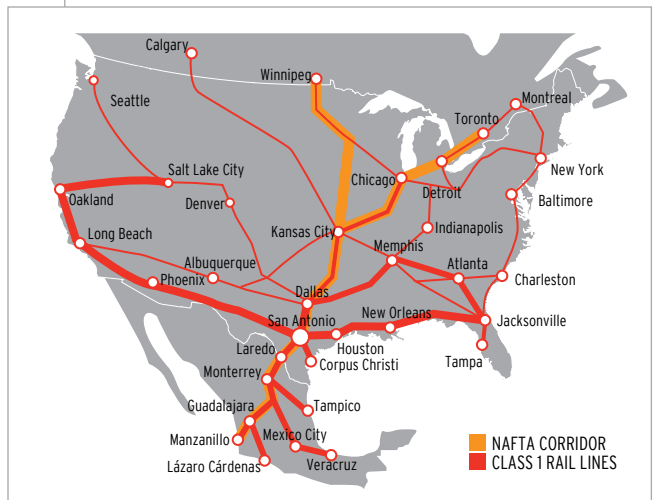 Calgary
Winnipeg
Seattle
Montreal
Toronto
Salt Lake City
Chicago
New York
Oakland
Denver
Detroit
Baltimore
Long Beach
Kansas City
Indianapolis
Memphis
Albuquerque
Atlanta
Phoenix
Charleston
Dallas
San Antonio
New Orleans
Jacksonville
Laredo
Houston
Corpus Christi
Tampa
Monterrey
Guadalajara
Tampico
Manzanillo
Mexico City
Lázaro Cárdenas
Veracruz
NAFTA CORRIDOR
CLASS 1 RAIL LINES